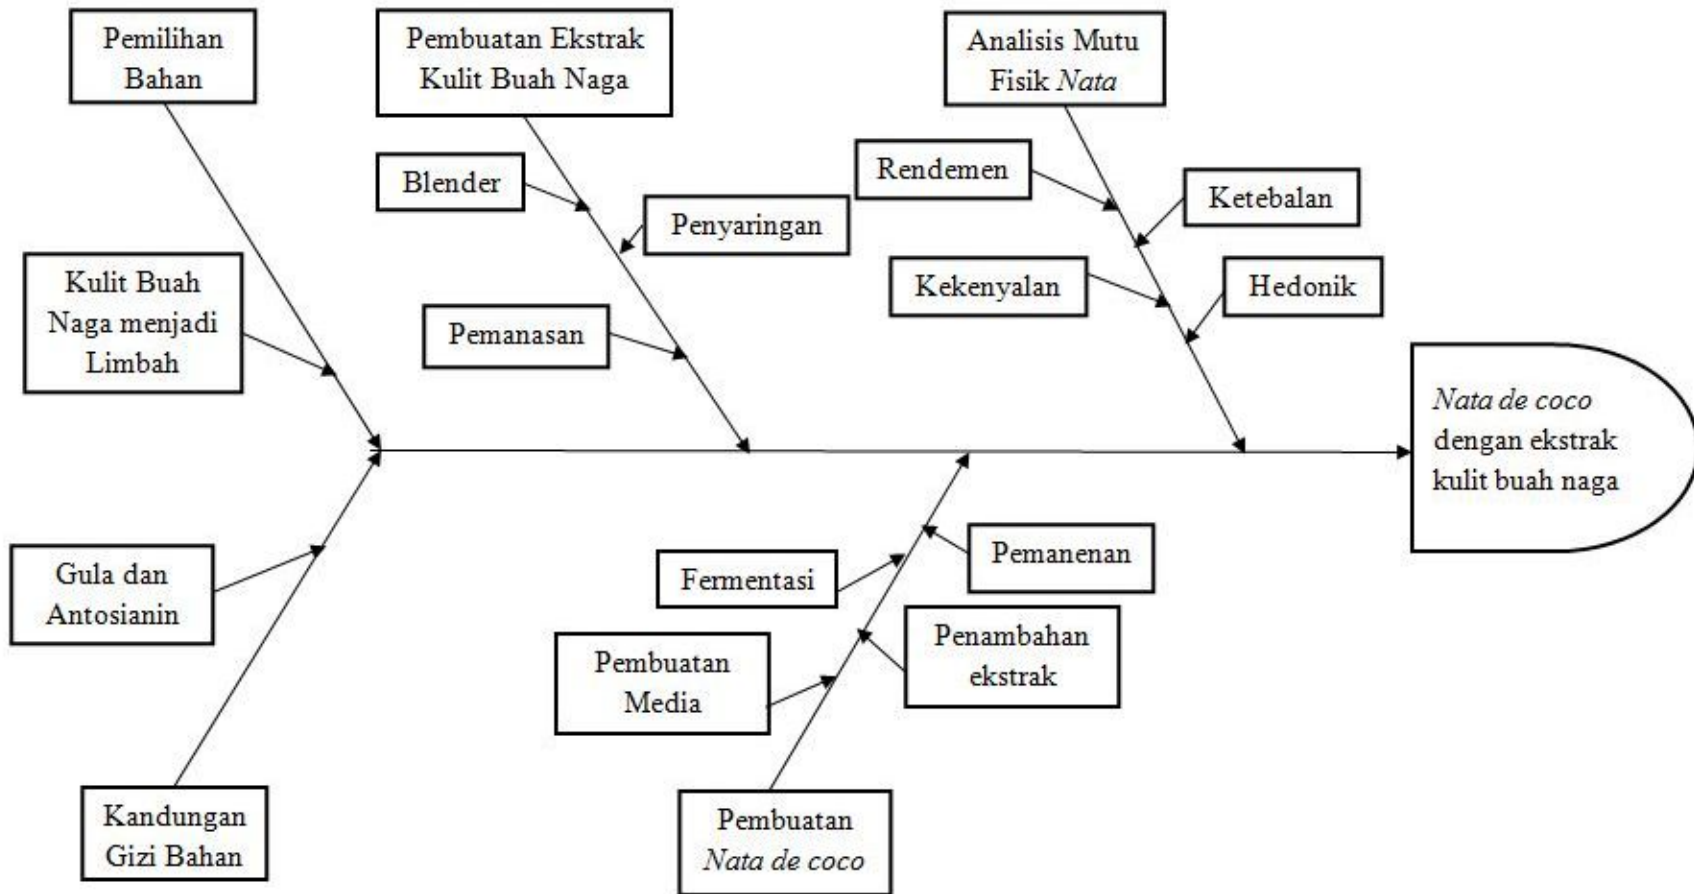 Pemilihan
Bahan
Pembuatan Ekstrak
Kulit Buah Naga
Analisis Mutu
Fisik Nata
Blender
Penyaringan
Rendemen
Ketebalan
Kulit Buah
Naga menjadi
Limbah
Pemanasan
Kekenyalan
Hedonik
Nata de coco
dengan ekstrak
kulit buah naga
Gula dan
Antosianin
Fermentasi
Pemanenan
Pembuatan
Media
Penambahan
ekstrak
Kandungan
Gizi Bahan
Pembuatan
Nata de coco